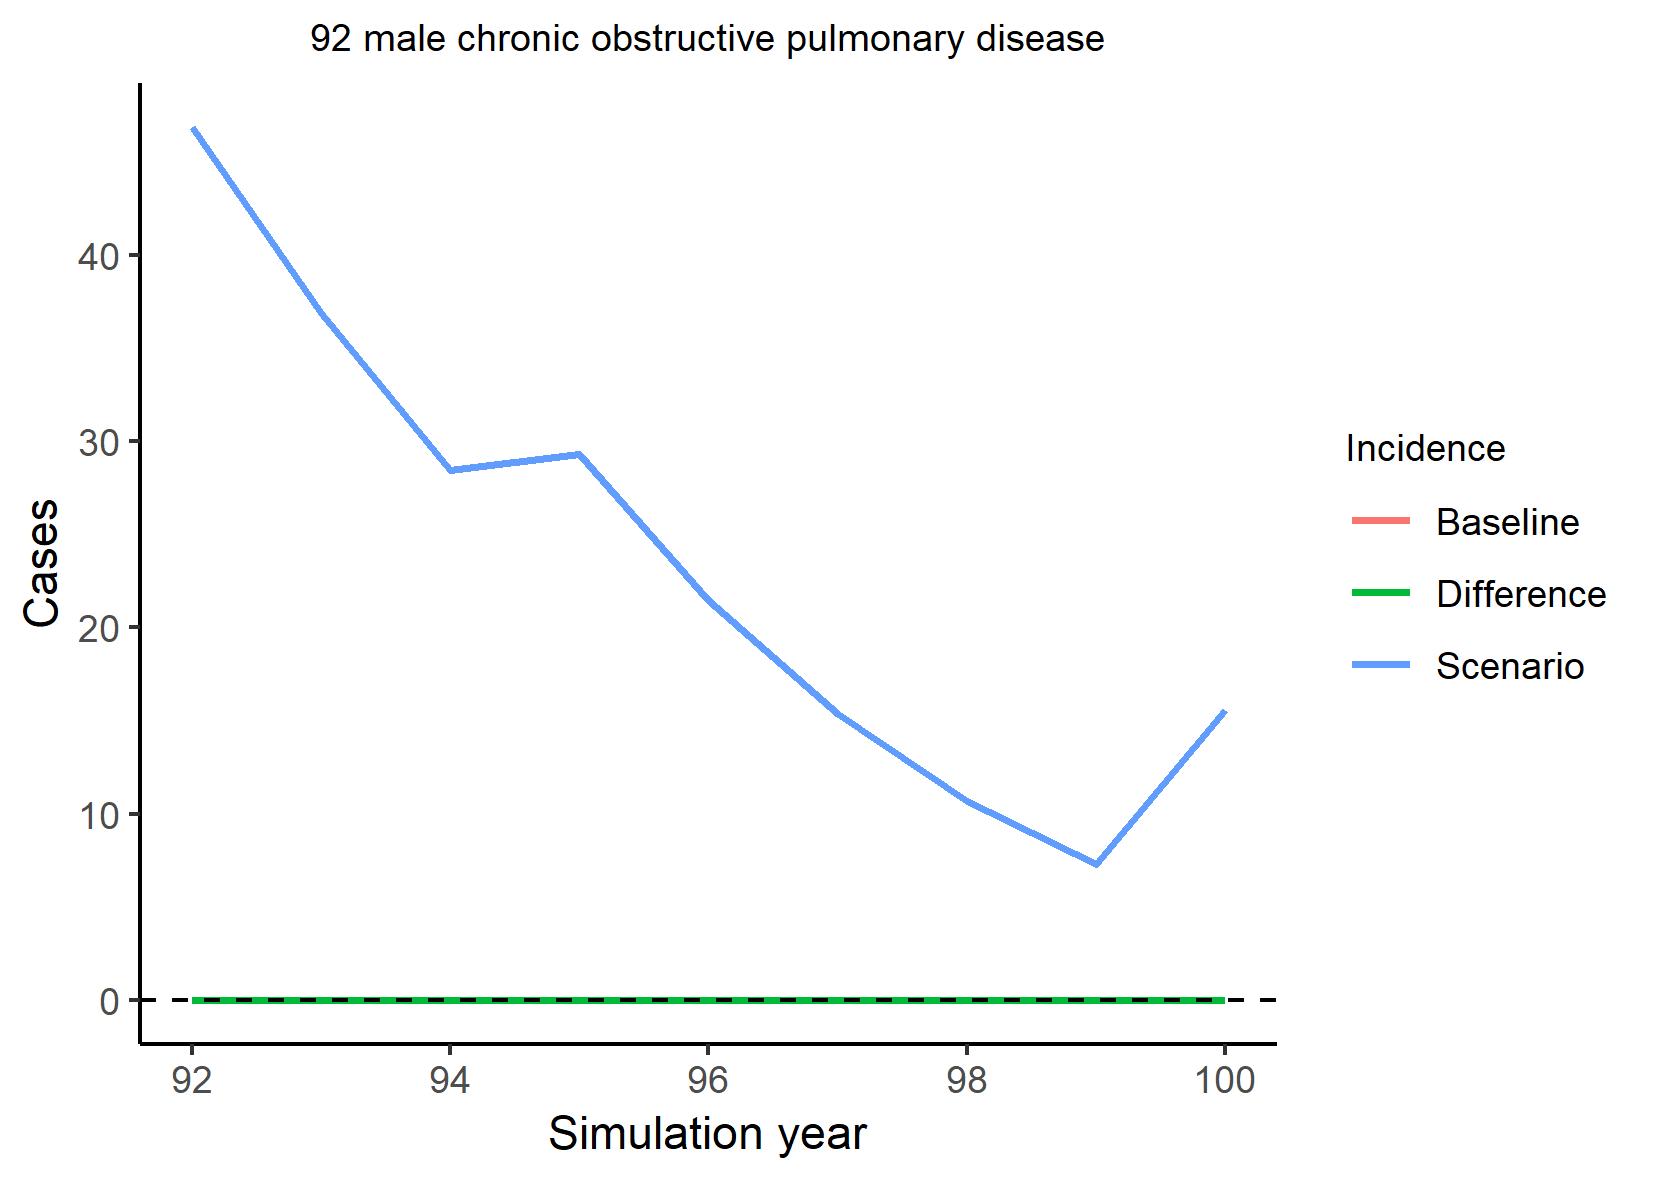 92 male chronic obstructive pulmonary disease
Cases
40
30
20
10
0
92 94 96 98 100
Simulation year
Incidence
Baseline
Difference
Scenario